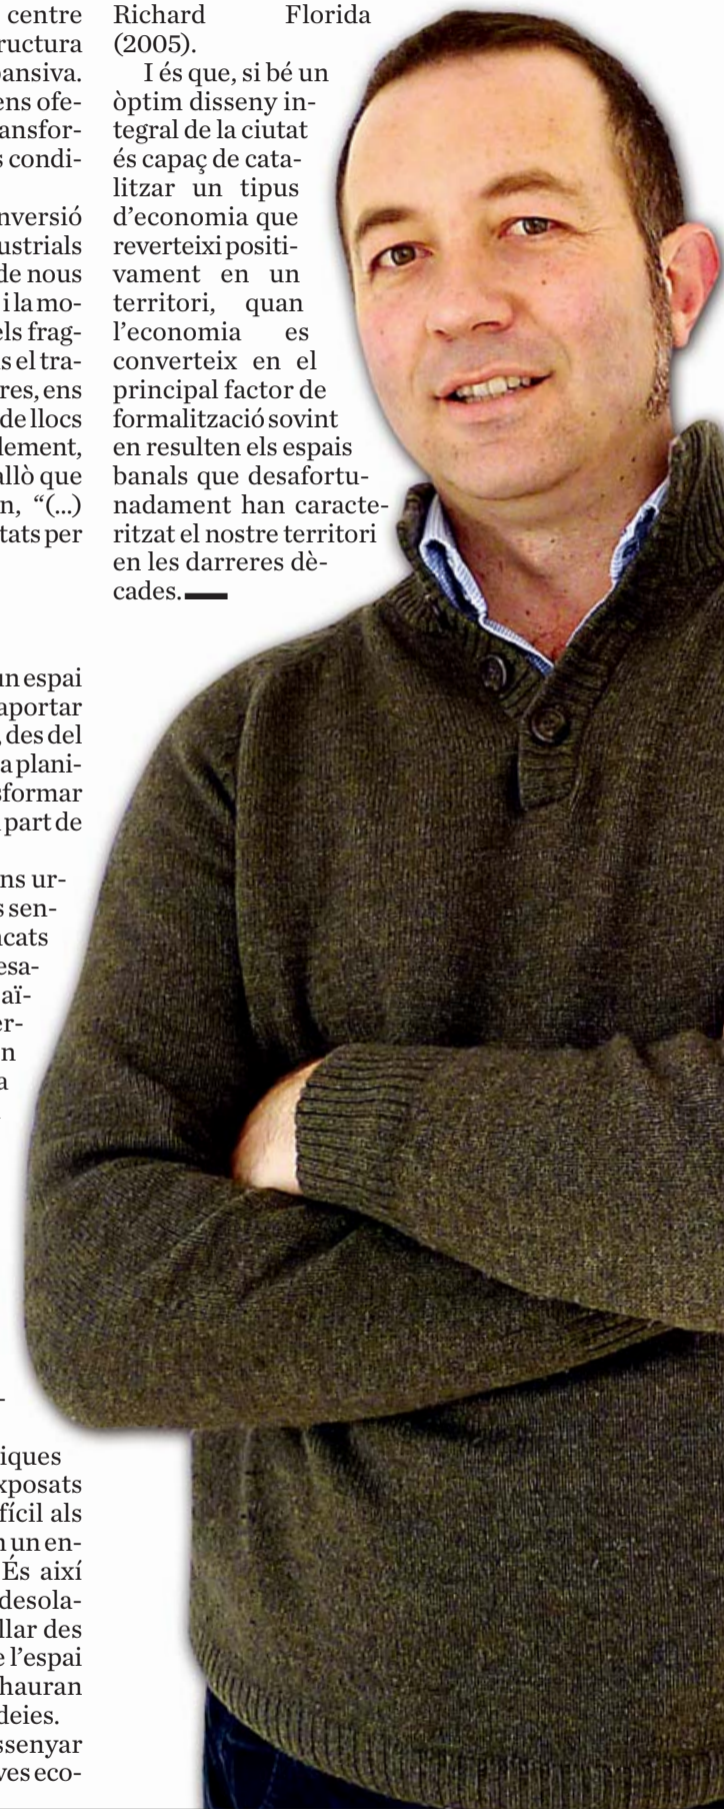 centre
ructura
pansiva.
ens ofe-
ansfor-
s condi-
nversió
ustrials
de nous
i la mo-
els frag-
s el tra-
res, ens
de llocs
lement,
allò que
n, “(...)
tats per
un espai
aportar
, des del
a plani-
sformar
part de
ns ur-
s sen-
ncats
esa-
aï-
er-
n
a
-
iques
xposats
fícil als
n un en-
És així
desola-
llar des
e l’espai
hauran
deies.
ssenyar
ves eco-
Richard Florida
(2005).
I és que, si bé un
òptim disseny in-
tegral de la ciutat
és capaç de cata-
litzar un tipus
d’economia que
reverteixi positi-
vament en un
territori, quan
l’economia es
converteix en el
principal factor de
formalització sovint
en resulten els espais
banals que desafortu-
nadament han caracte-
ritzat el nostre territori
en les darreres dè-
cades.